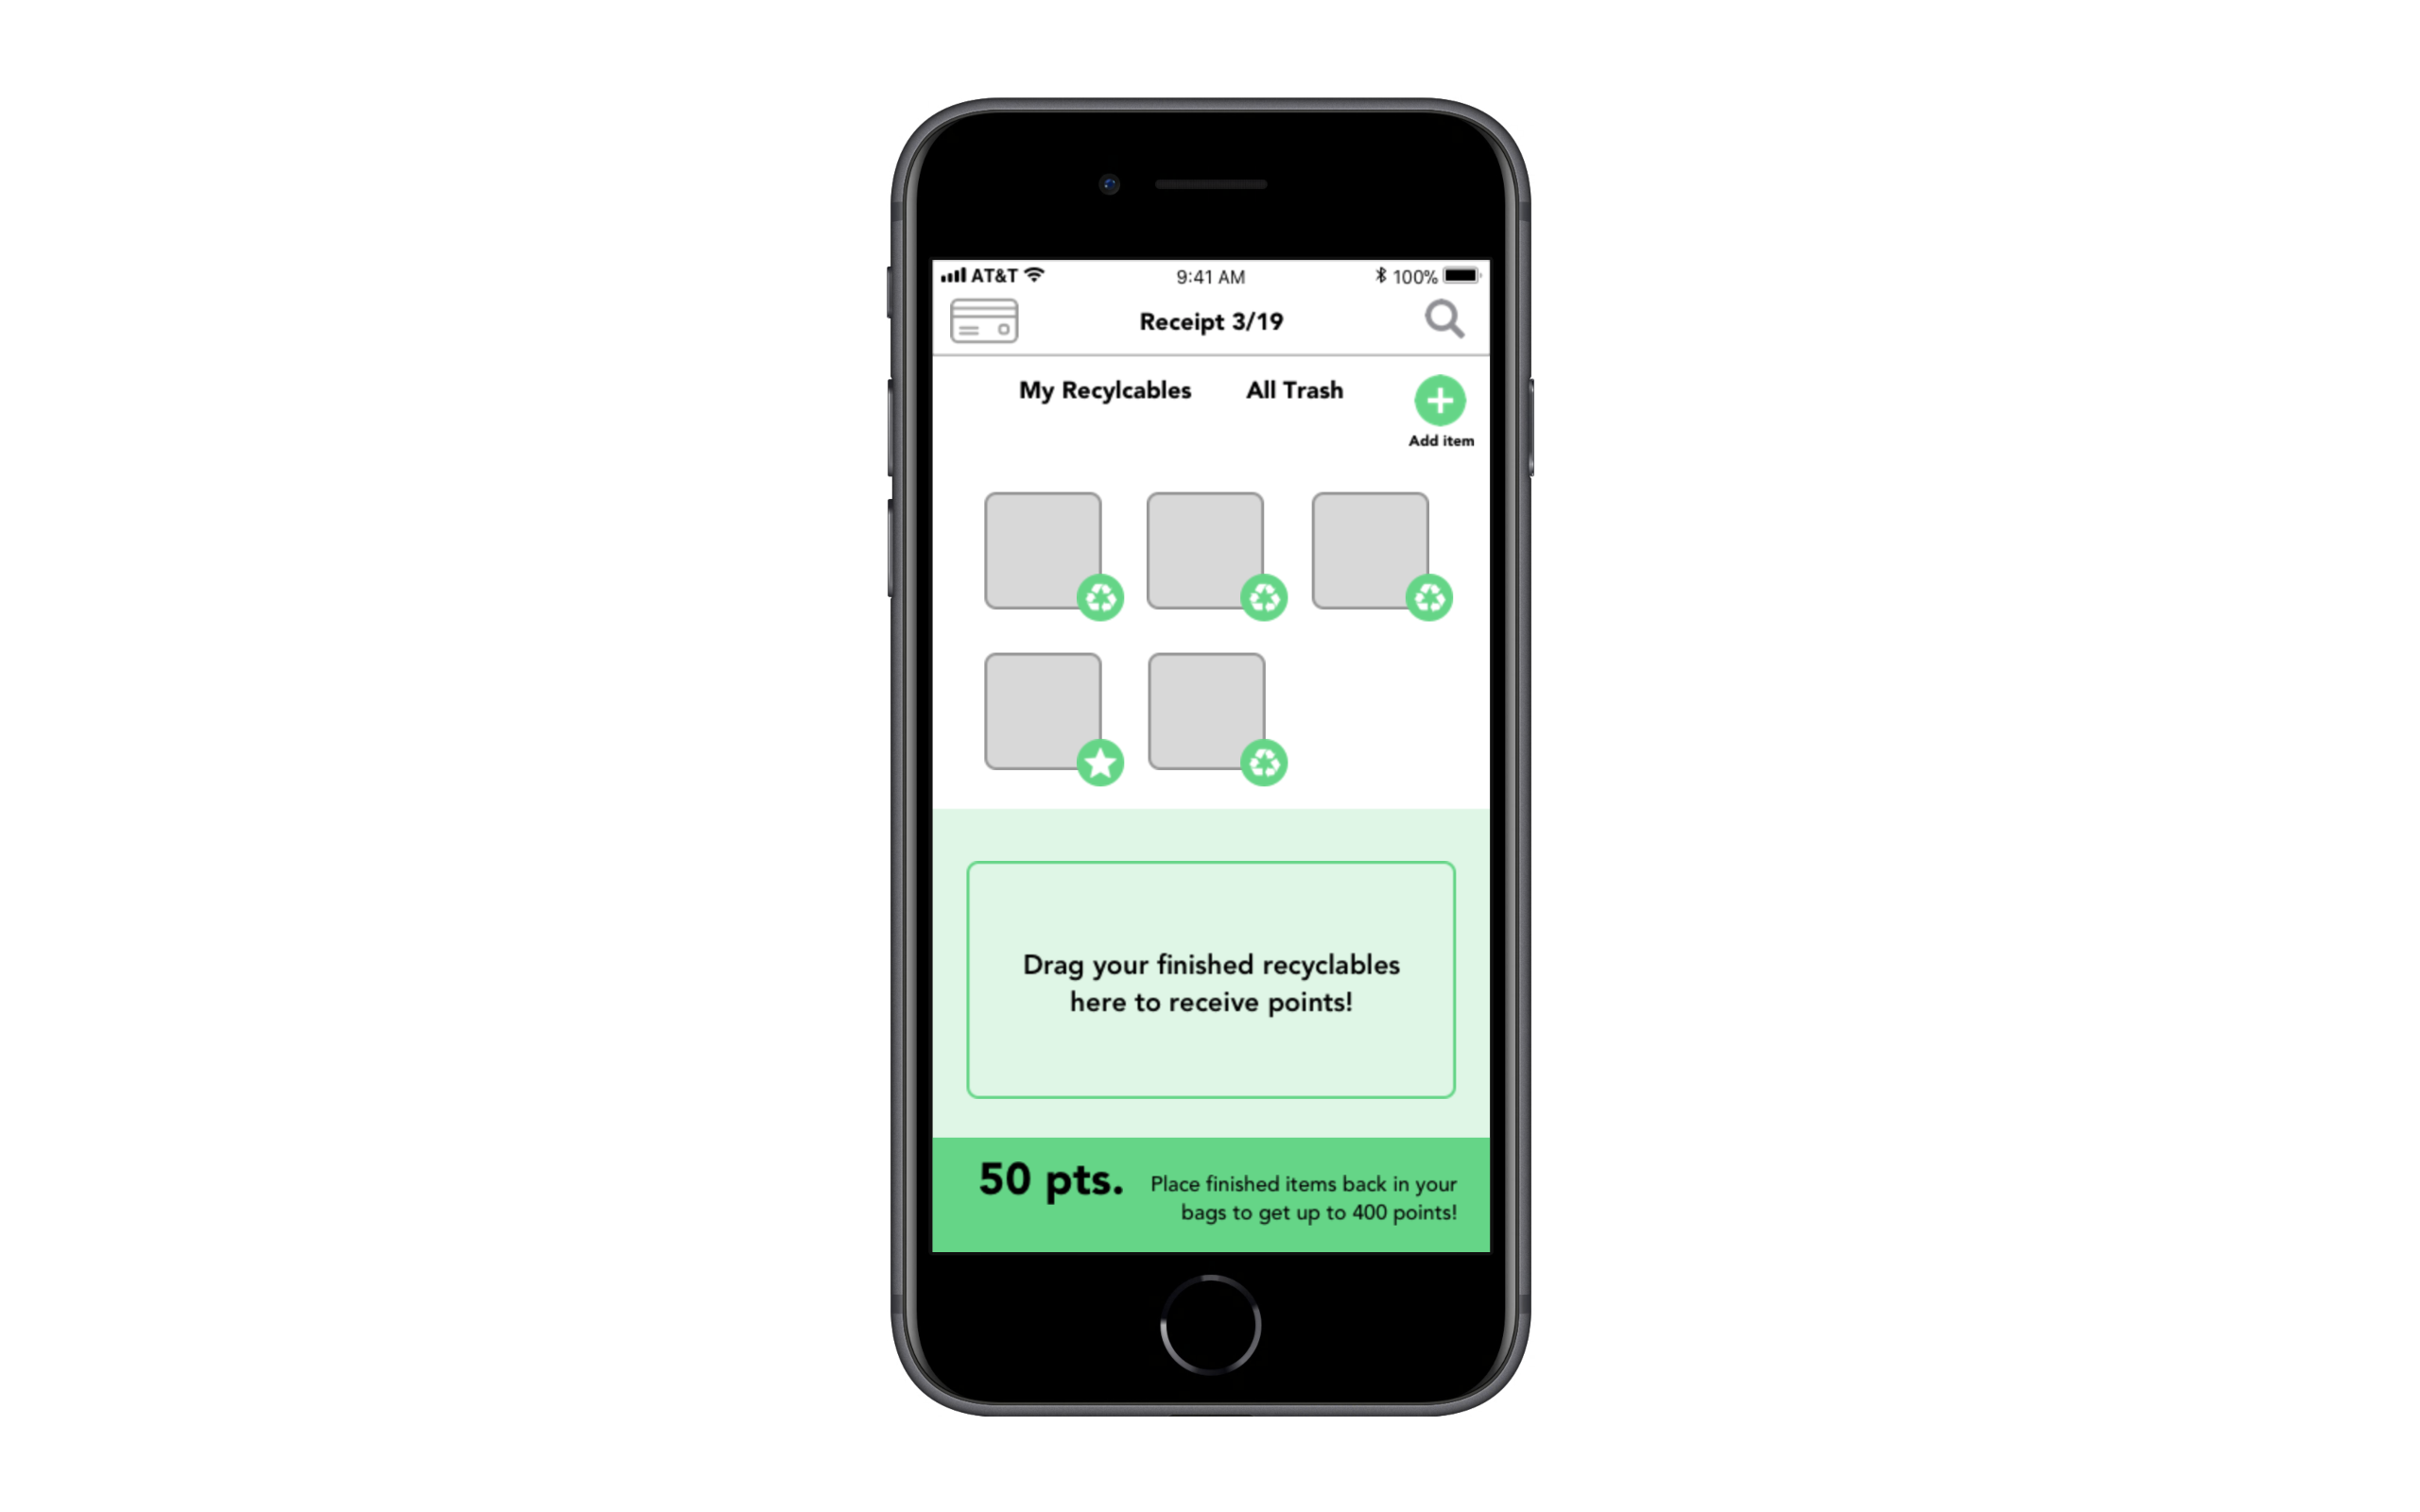 AT&T 9:41 AM 100%
Receipt 3/19
My Recylcables All Trash
Add item
Drag your finished recyclables
here to receive points!
50 pts. Place finished items back in your
bags to get up to 400 points!